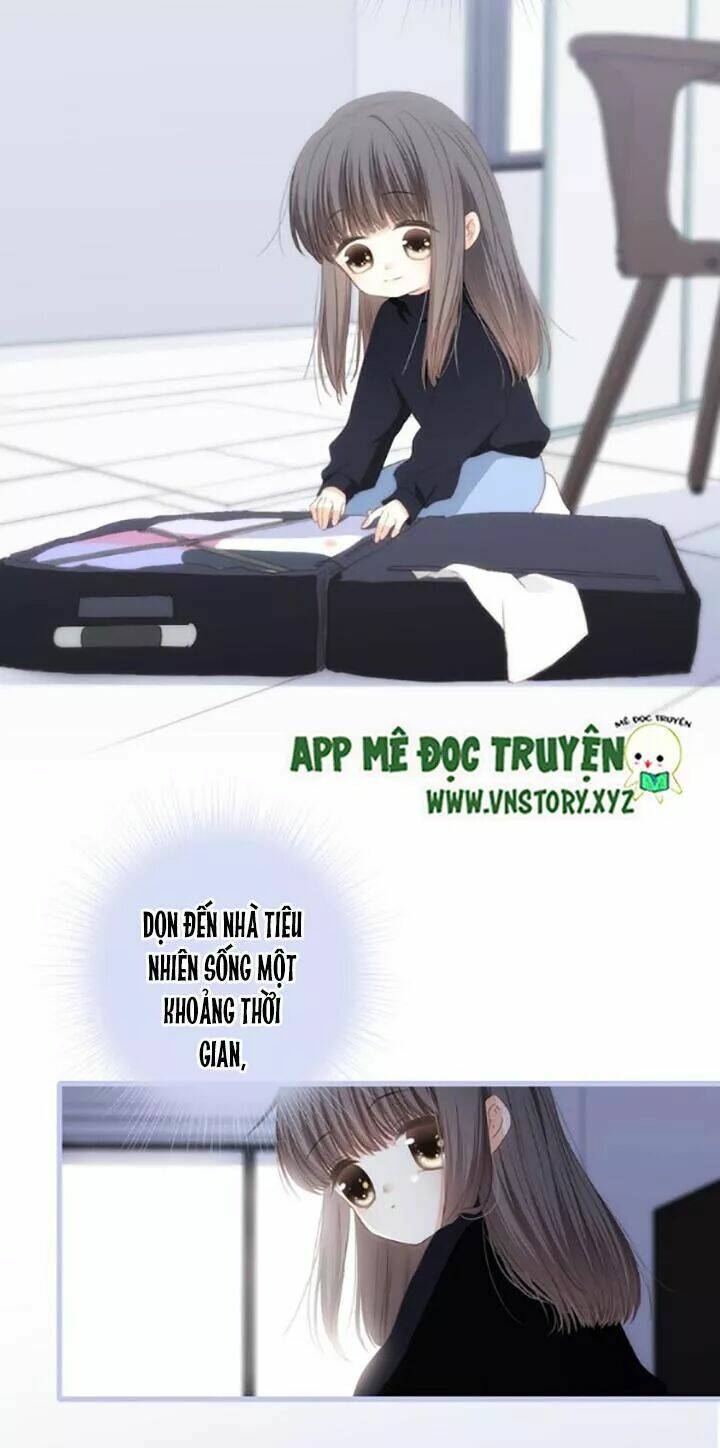 MÊ ĐỌC TRUYỆN
APP MÊ ĐỌC TRUYỆN
WWW.VNSTORY.XYZ
DỌN ĐẾN NHÀ TIÊU
NHIÊN SỐNG MỘT
KHOẢNG THỜI
GIAN,